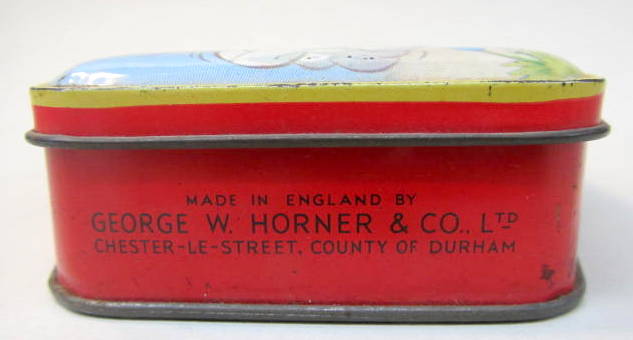 MADE IN ENGLAND BY
GEORGE W. HORNER & CO., LTD
CHESTER-LE-STREET, COUNTY OF DURHAM